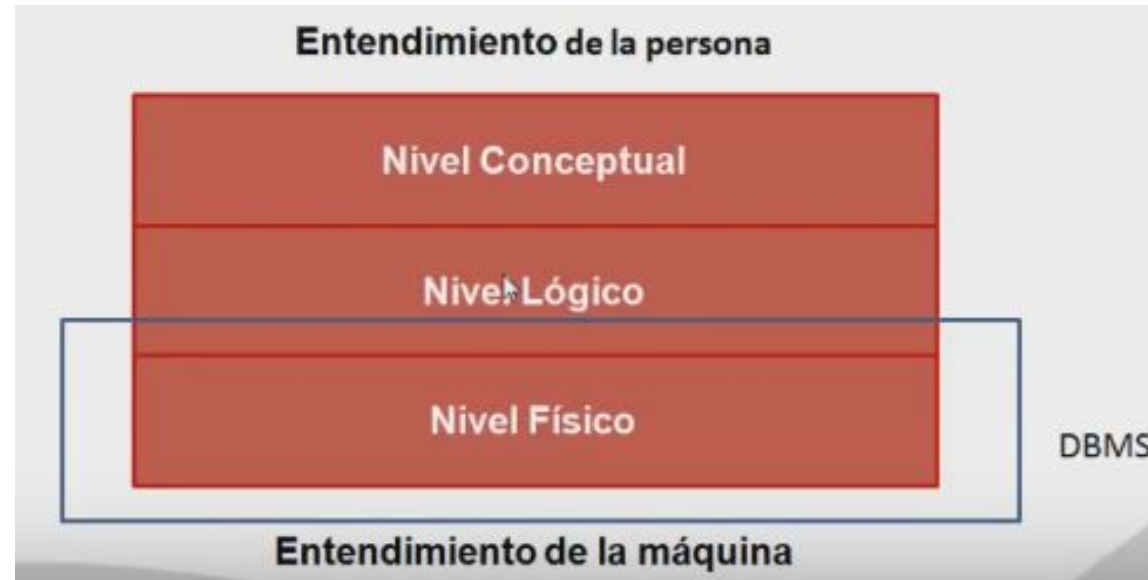 Entendimiento de la persona
Nivel Conceptual
Nivel Lógico
Nivel Físico
DBMS
Entendimiento de la máquina